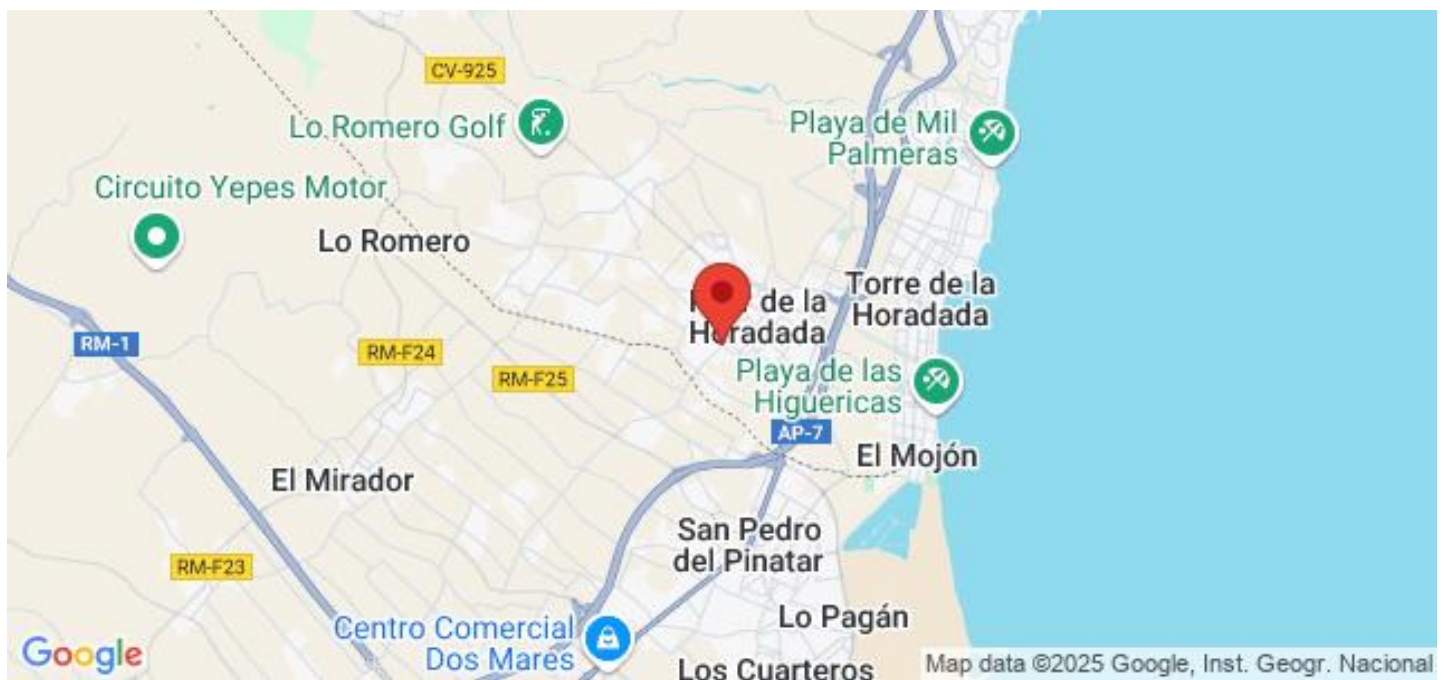 CV-925
Lo Romero Golf
Playa de Mil
Palmeras
Circuito Yepes Motor
Lo Romero
Torre de la
Horadada
de la
Horadada
RM-1
RM-F24
RM-F25
Playa de las
Higuericas
AP-7
El Mojón
El Mirador
San Pedro
del Pinatar
RM-F23
Lo Pagán
Centro Comercial
Dos Mares
Los Cuarteros
Google
Map data ©2025 Google, Inst. Geogr. Nacional